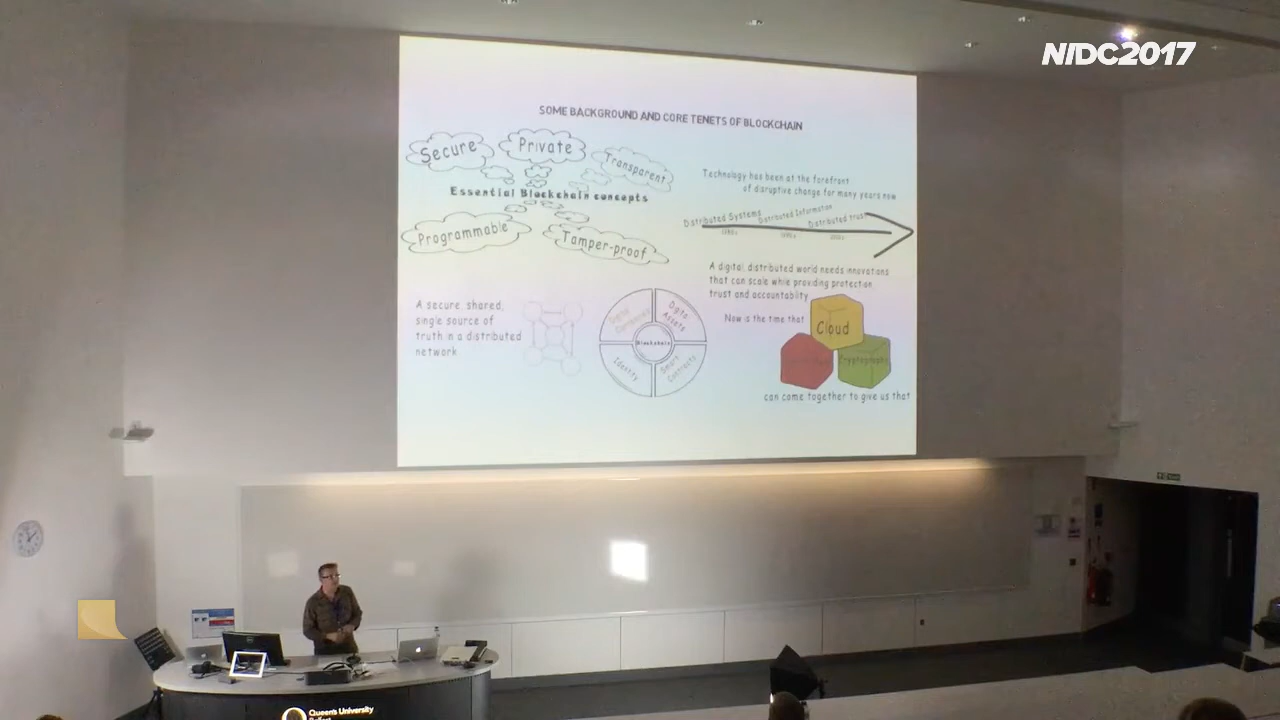 NIDC2017
SOME BACKGROUND AND CORE TENETS OF BLOCKCHAIN
Secure
Private
Transparent
Essential Blockchain concepts
Programmable
Tamper-proof
Technology has been at the forefront
of disruptive change for many years now
Distributed Systems
Distributed Information
Distributed trust
A digital, distributed world needs innovations
that can scale while providing protection
trust and accountability
Now is the time that
Cloud
Cryptography
can come together to give us that
A secure, shared,
single source of
truth in a distributed
network
Digital
Digital
Assets
Blockchain
Identity
Smart
Contracts
Queen's University
Belfast